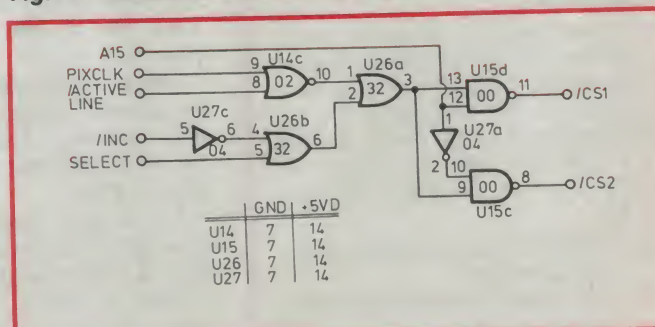 A15
PIXCLK 9 U14c
/ACTIVE 8 02 10 1 U26a
LINE 2 32 3 13 U15d
12 00 11 /CS1
U27c 1 U27a
/INC 5 6 4 U26b 04
04 32 6 2 10
SELECT 5 9 00 8 /CS2
U15c
GND +5VD
U14 7 14
U15 7 14
U26 7 14
U27 7 14